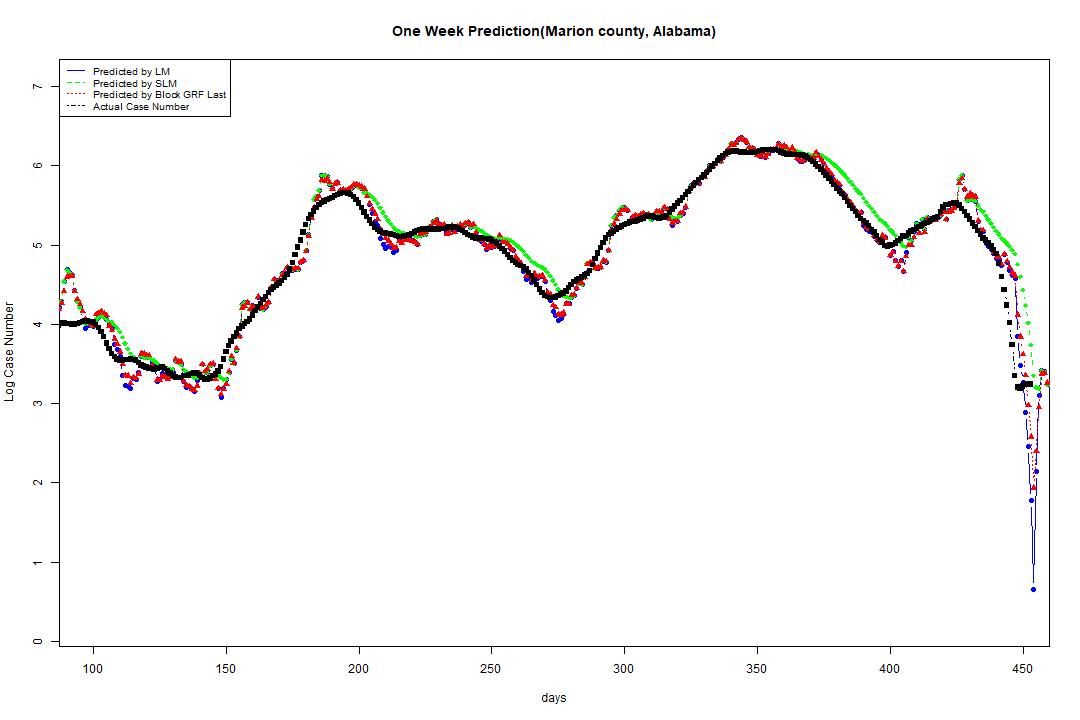 One Week Prediction(Marion county, Alabama)
Predicted by LM
Predicted by SLM
Predicted by Block GRF Last
Actual Case Number
7
6
5
4
3
2
1
0
Log Case Number
100 150 200 250 300 350 400 450
days